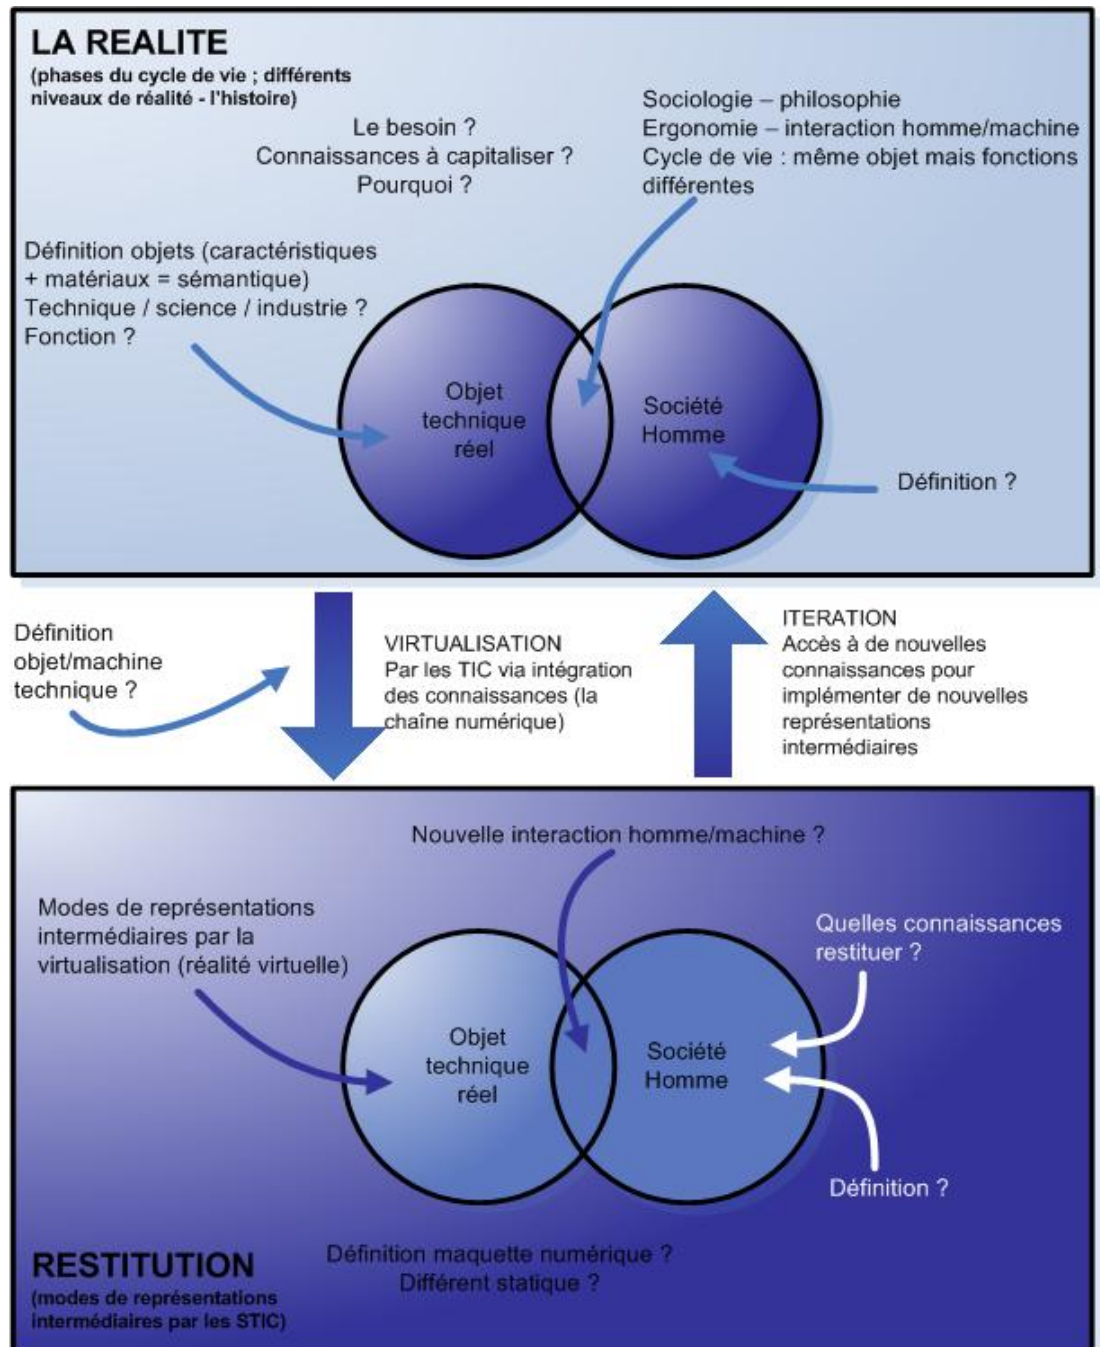 LA REALITE
(phases du cycle de vie ; différents
niveaux de réalité - l'histoire)
Le besoin ?
Connaissances à capitaliser ?
Pourquoi ?
Sociologie – philosophie
Ergonomie – interaction homme/machine
Cycle de vie : même objet mais fonctions
différentes
Définition objets (caractéristiques
+ matériaux = sémantique)
Technique / science / industrie ?
Fonction ?
Objet
technique
réel
Société
Homme
Définition ?
Définition
objet/machine
technique ?
VIRTUALISATION
Par les TIC via intégration
des connaissances (la
chaîne numérique)
ITERATION
Accès à de nouvelles
connaissances pour
implémenter de nouvelles
représentations
intermédiaires
Nouvelle interaction homme/machine ?
Modes de représentations
intermédiaires par la
virtualisation (réalité virtuelle)
Quelles connaissances
restituer ?
Objet
technique
réel
Société
Homme
Définition ?
Définition maquette numérique ?
Différent statique ?
RESTITUTION
(modes de représentations
intermédiaires par les STIC)